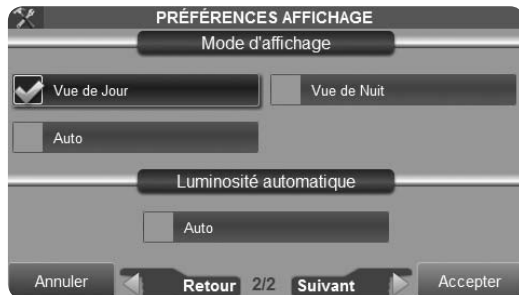 PRÉFÉRENCES AFFICHAGE
Mode d'affichage
Vue de Jour
Vue de Nuit
Auto
Luminosité automatique
Auto
Annuler Retour 2/2 Suivant Accepter